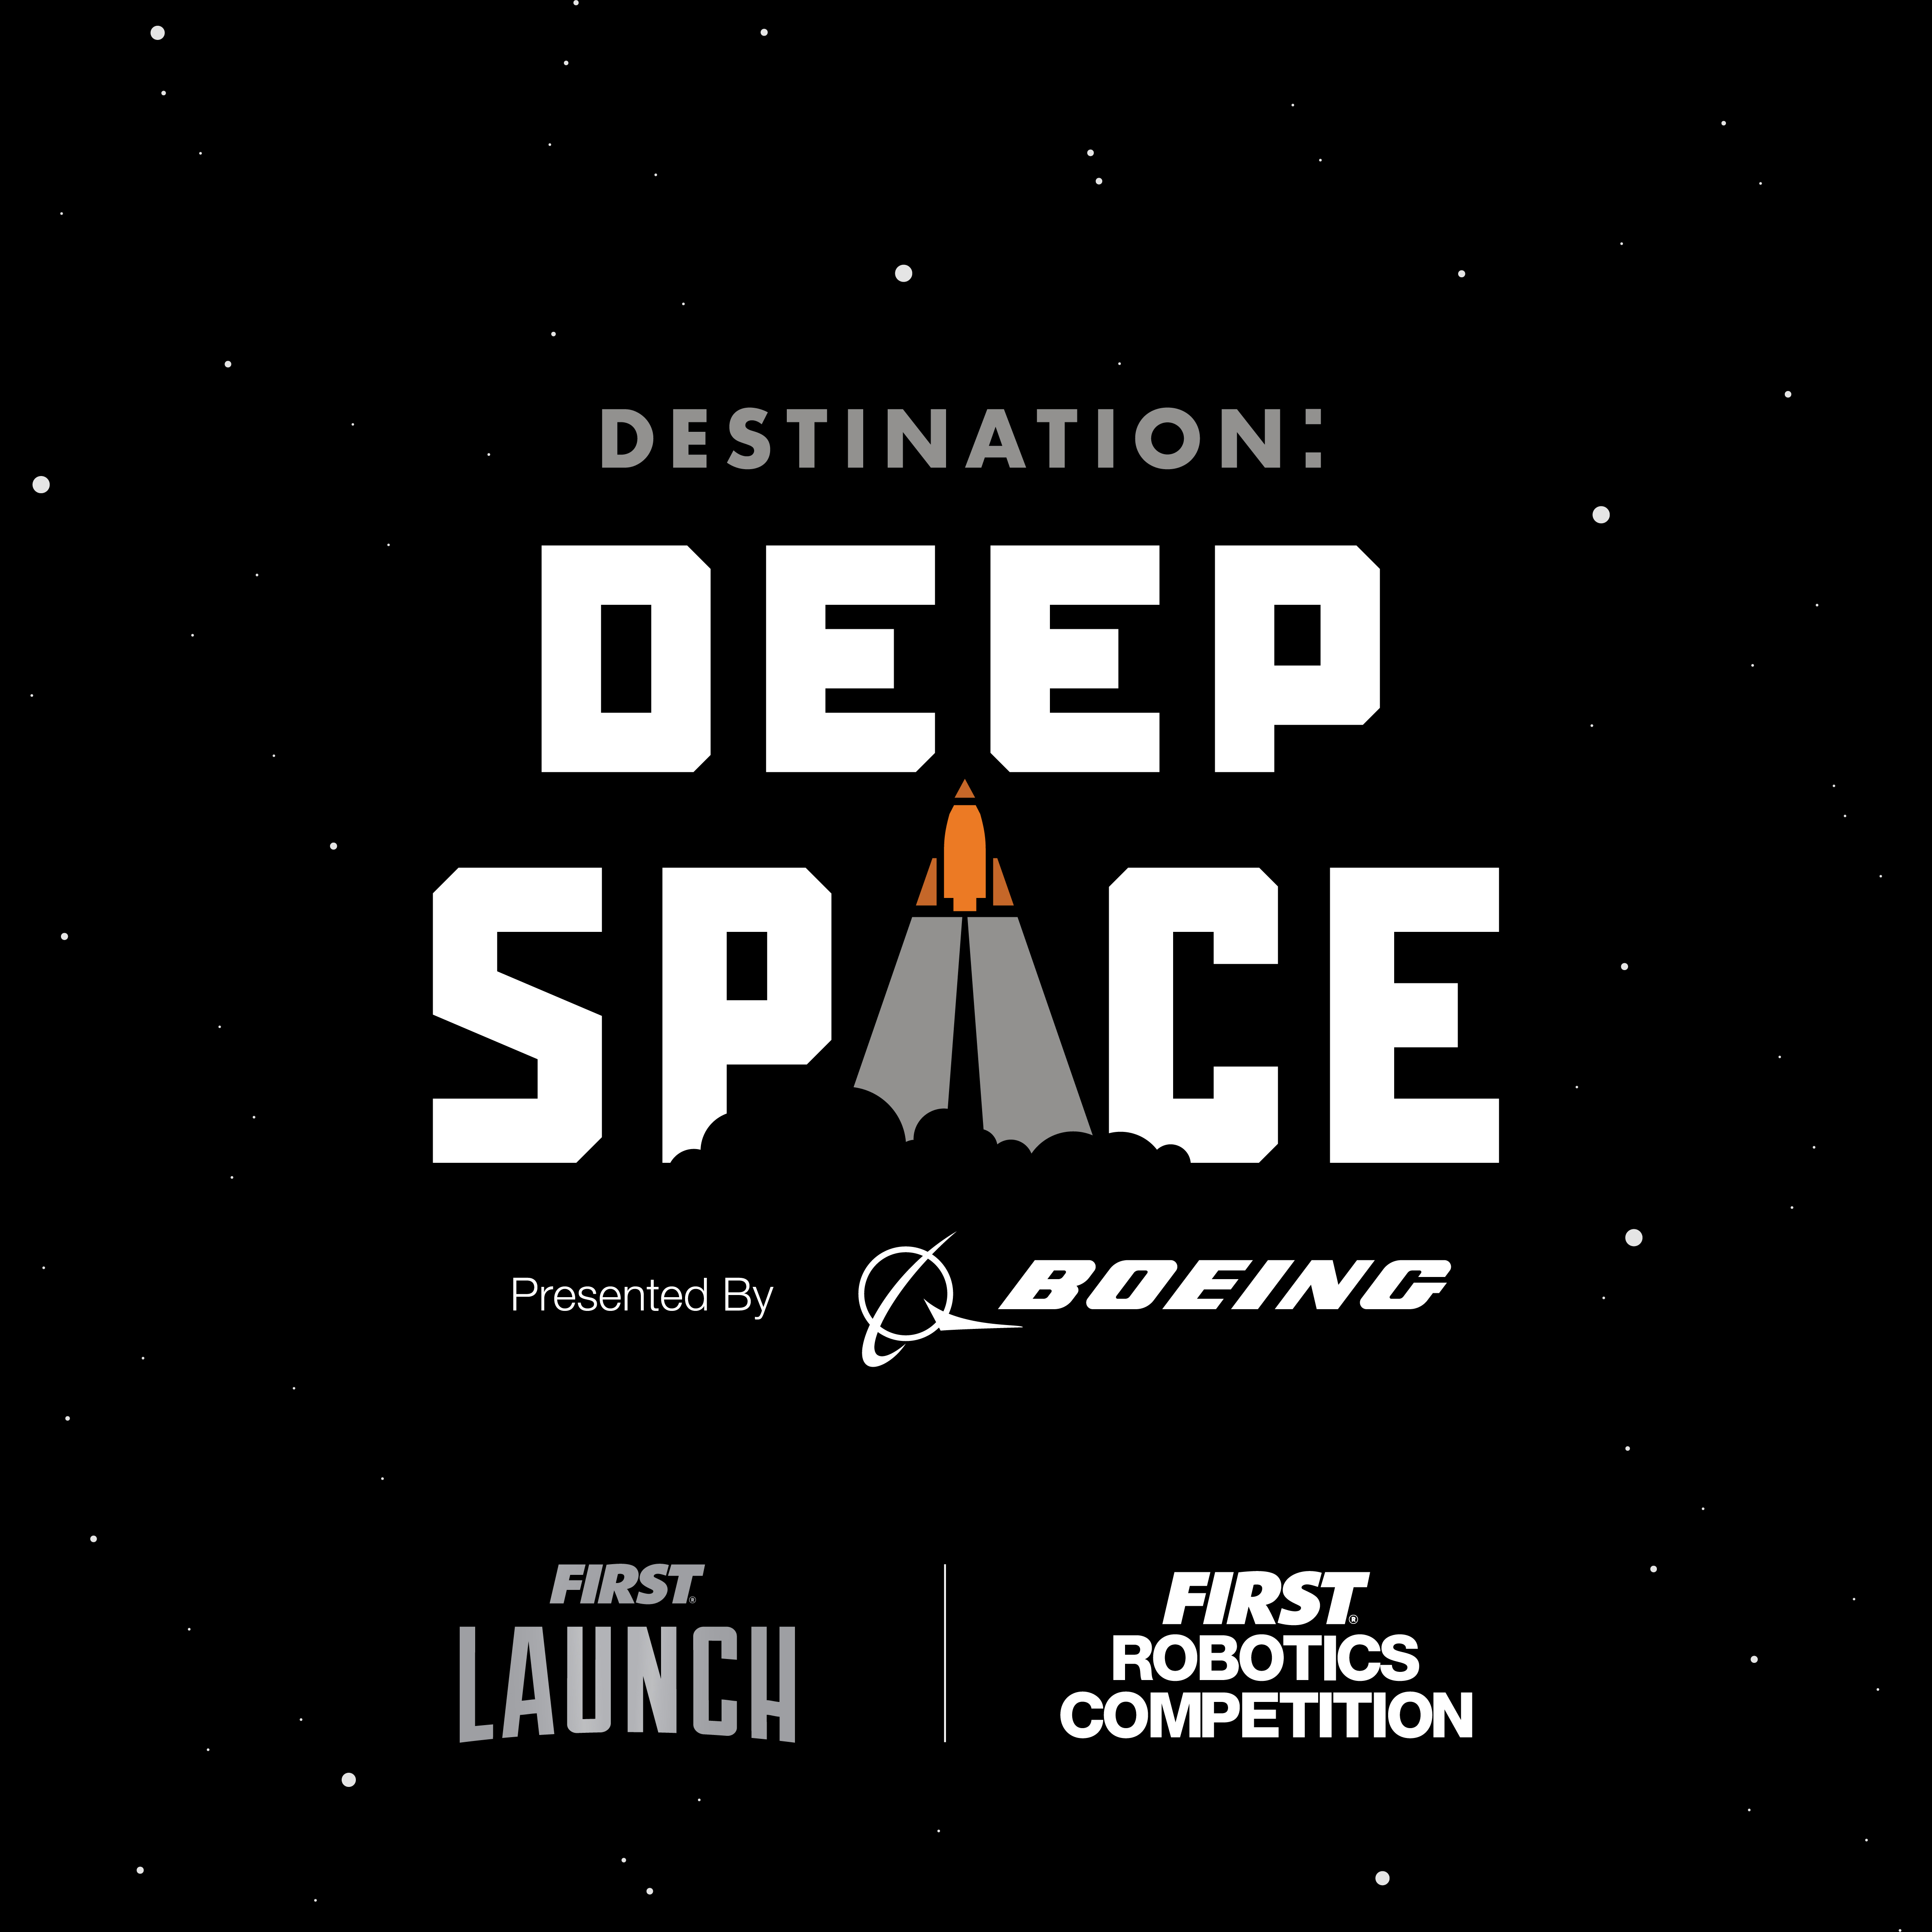 DESTINATION:
DEEP
SPACE
Presented By BOEING
FIRST®
LAUNCH
FIRST®
ROBOTICS
COMPETITION